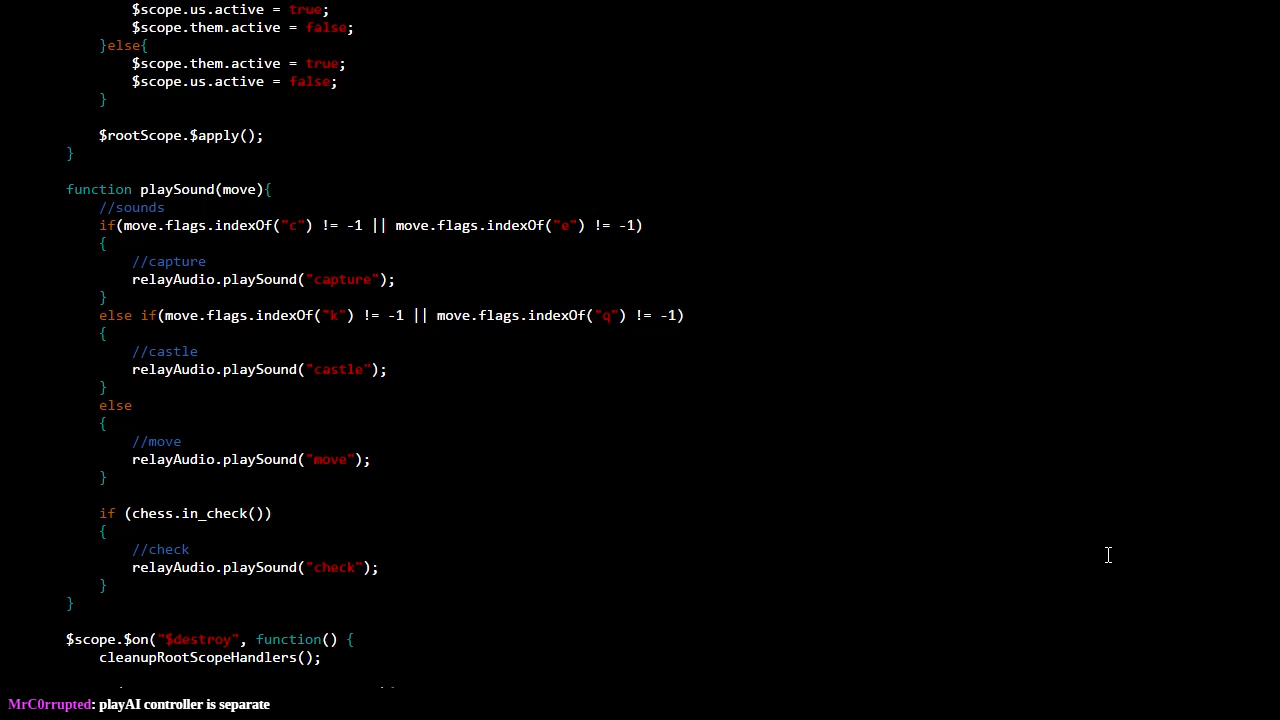 $scope.us.active = true;
$scope.them.active = false;
}else{
$scope.them.active = true;
$scope.us.active = false;
}
$rootScope.$apply();
}
function playSound(move){
//sounds
if(move.flags.indexOf("c") != -1 || move.flags.indexOf("e") != -1)
{
//capture
relayAudio.playSound("capture");
}
else if(move.flags.indexOf("k") != -1 || move.flags.indexOf("q") != -1)
{
//castle
relayAudio.playSound("castle");
}
else
{
//move
relayAudio.playSound("move");
}
if (chess.in_check())
{
//check
relayAudio.playSound("check");
}
}
$scope.$on("$destroy", function() {
cleanupRootScopeHandlers();
MrC0rrupted: playAI controller is separate